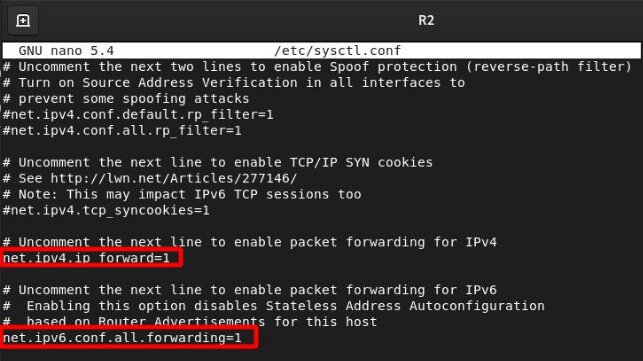 R2
GNU nano 5.4 /etc/sysctl.conf
# Uncomment the next two lines to enable Spoof protection (reverse-path filter)
# Turn on Source Address Verification in all interfaces to
# prevent some spoofing attacks
#net.ipv4.conf.default.rp_filter=1
#net.ipv4.conf.all.rp_filter=1
# Uncomment the next line to enable TCP/IP SYN cookies
# See http://lwn.net/Articles/277146/
# Note: This may impact IPv6 TCP sessions too
#net.ipv4.tcp_syncookies=1
# Uncomment the next line to enable packet forwarding for IPv4
net.ipv4.ip_forward=1
# Uncomment the next line to enable packet forwarding for IPv6
#  Enabling this option disables Stateless Address Autoconfiguration
#  based on Router Advertisements for this host
net.ipv6.conf.all.forwarding=1